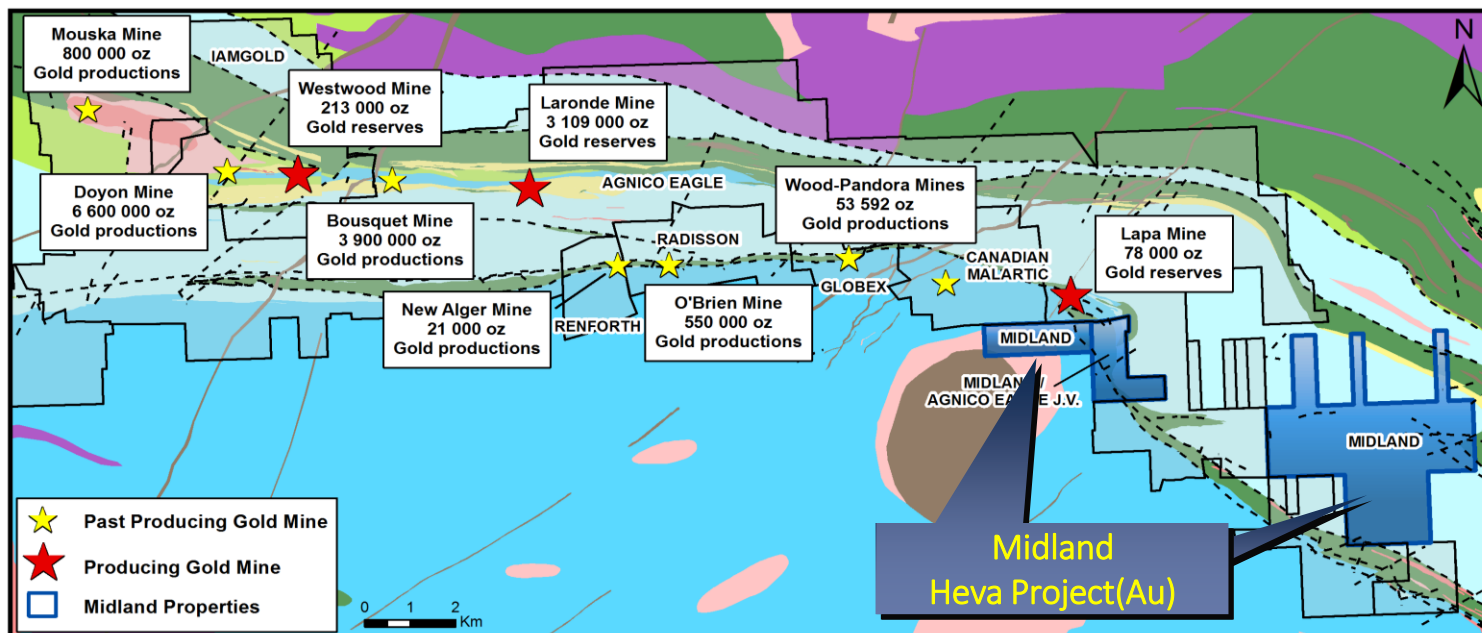 Mouska Mine
800 000 oz
Gold productions
IAMGOLD
Westwood Mine
213 000 oz
Gold reserves
Laronde Mine
3 109 000 oz
Gold reserves
N
Doyon Mine
6 600 000 oz
Gold productions
Bousquet Mine
3 900 000 oz
Gold productions
AGNICO EAGLE
Wood-Pandora Mines
53 592 oz
Gold productions
RADISSON
GLOBEX
CANADIAN
MALARTIC
Lapa Mine
78 000 oz
Gold reserves
New Alger Mine
21 000 oz
Gold productions
RENFORTH
O'Brien Mine
550 000 oz
Gold productions
MIDLAND
MIDLAND/
AGNICO EAGLE J.V.
MIDLAND
Midland
Heva Project(Au)
Past Producing Gold Mine
Producing Gold Mine
Midland Properties
0 1 2
Km